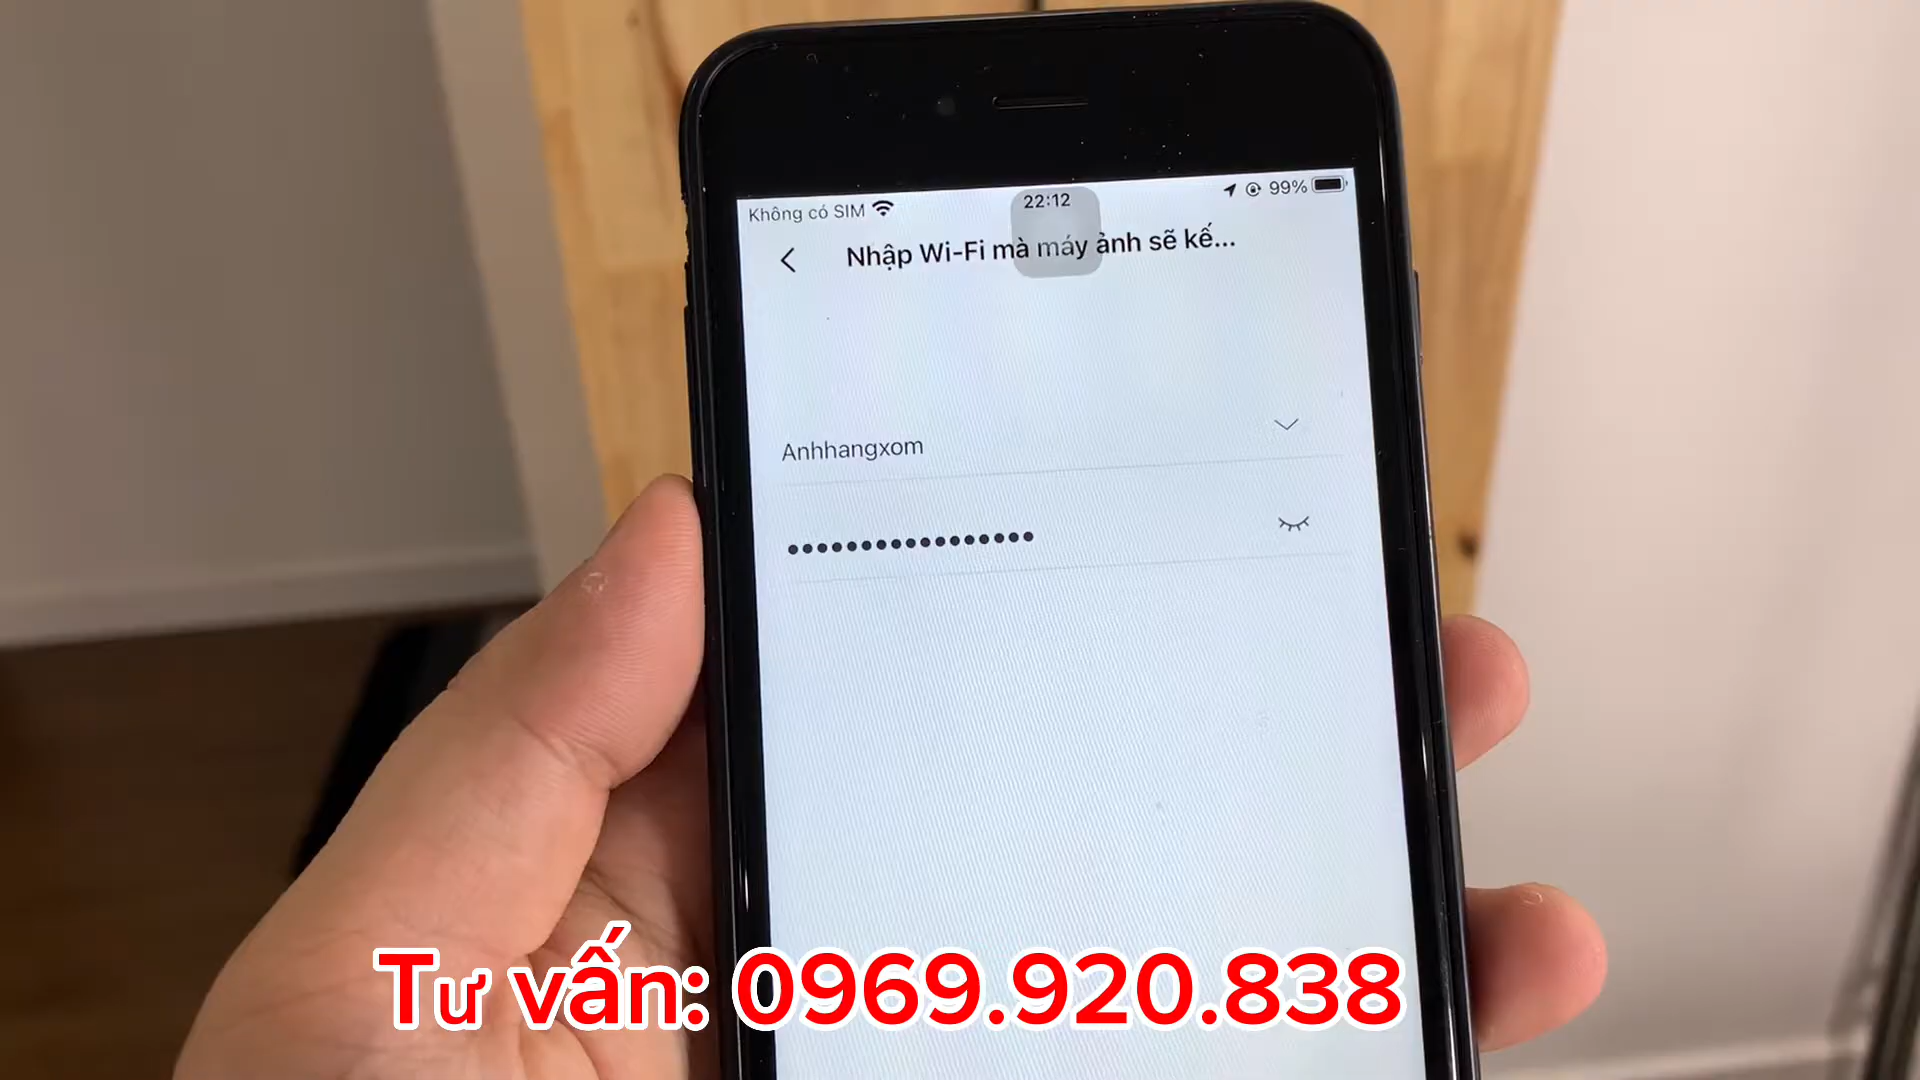 Không có SIM
22:12
99%
Nhập Wi-Fi mà máy ảnh sẽ kế...
Anhhangxom
•••••••••••••••••
Tư vấn: 0969.920.838